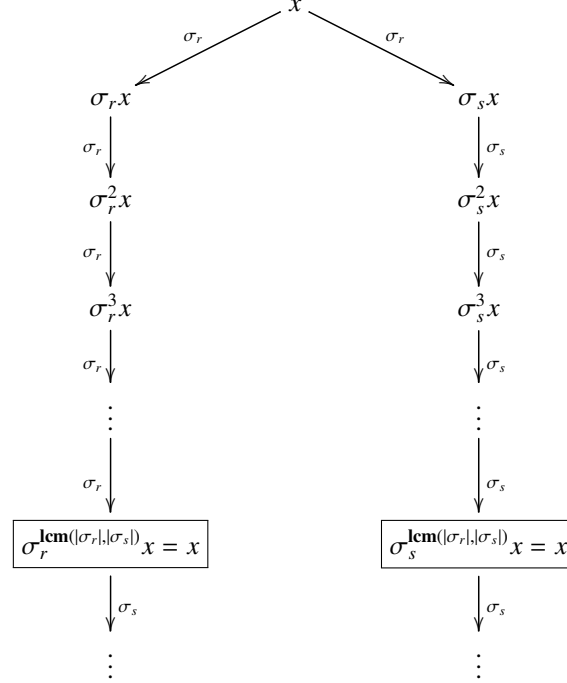 x
σ_r σ_r
σ_r x σ_s x
σ_r σ_s
σ_r^2 x σ_s^2 x
σ_r σ_s
σ_r^3 x σ_s^3 x
σ_r σ_s
⋮ ⋮
σ_r σ_s
σ_r^{lcm(|σ_r|,|σ_s|)} x = x σ_s^{lcm(|σ_r|,|σ_s|)} x = x
σ_s σ_s
⋮ ⋮